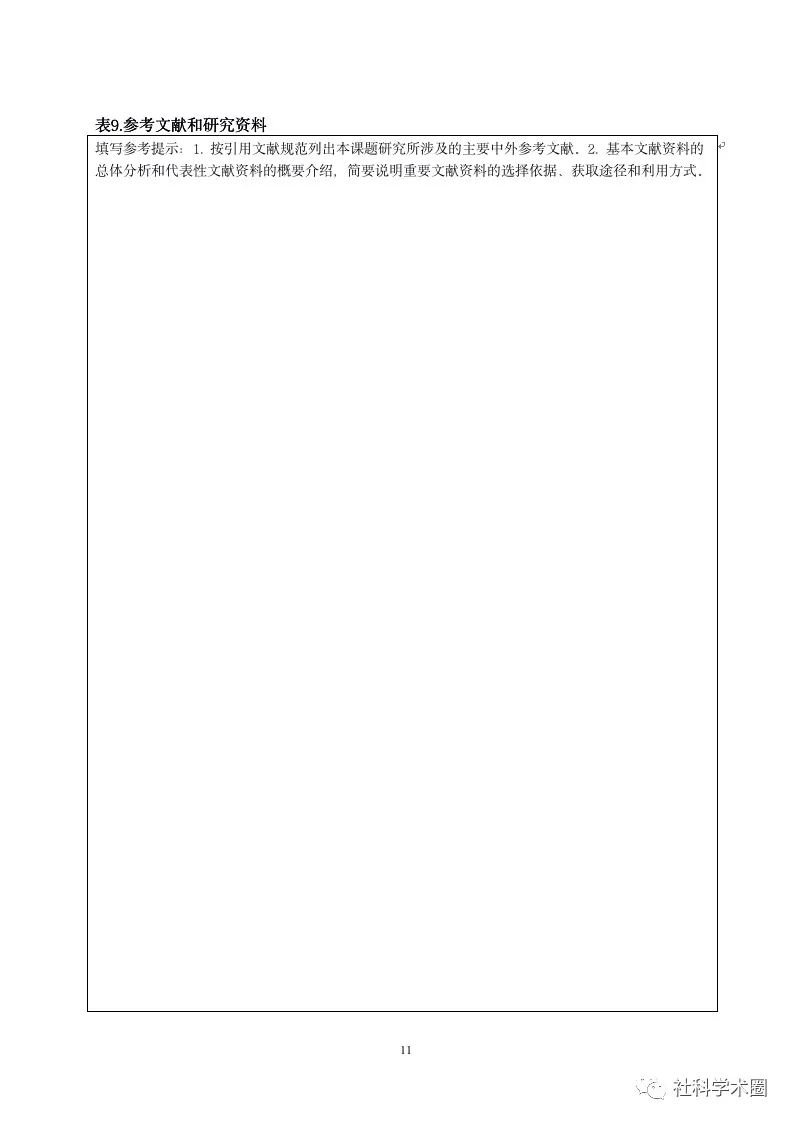 表9.参考文献和研究资料
填写参考提示：1. 按引用文献规范列出本课题研究所涉及的主要中外参考文献．2. 基本文献资料的
总体分析和代表性文献资料的概要介绍，简要说明重要文献资料的选择依据、获取途径和利用方式．
11
社科学术圈